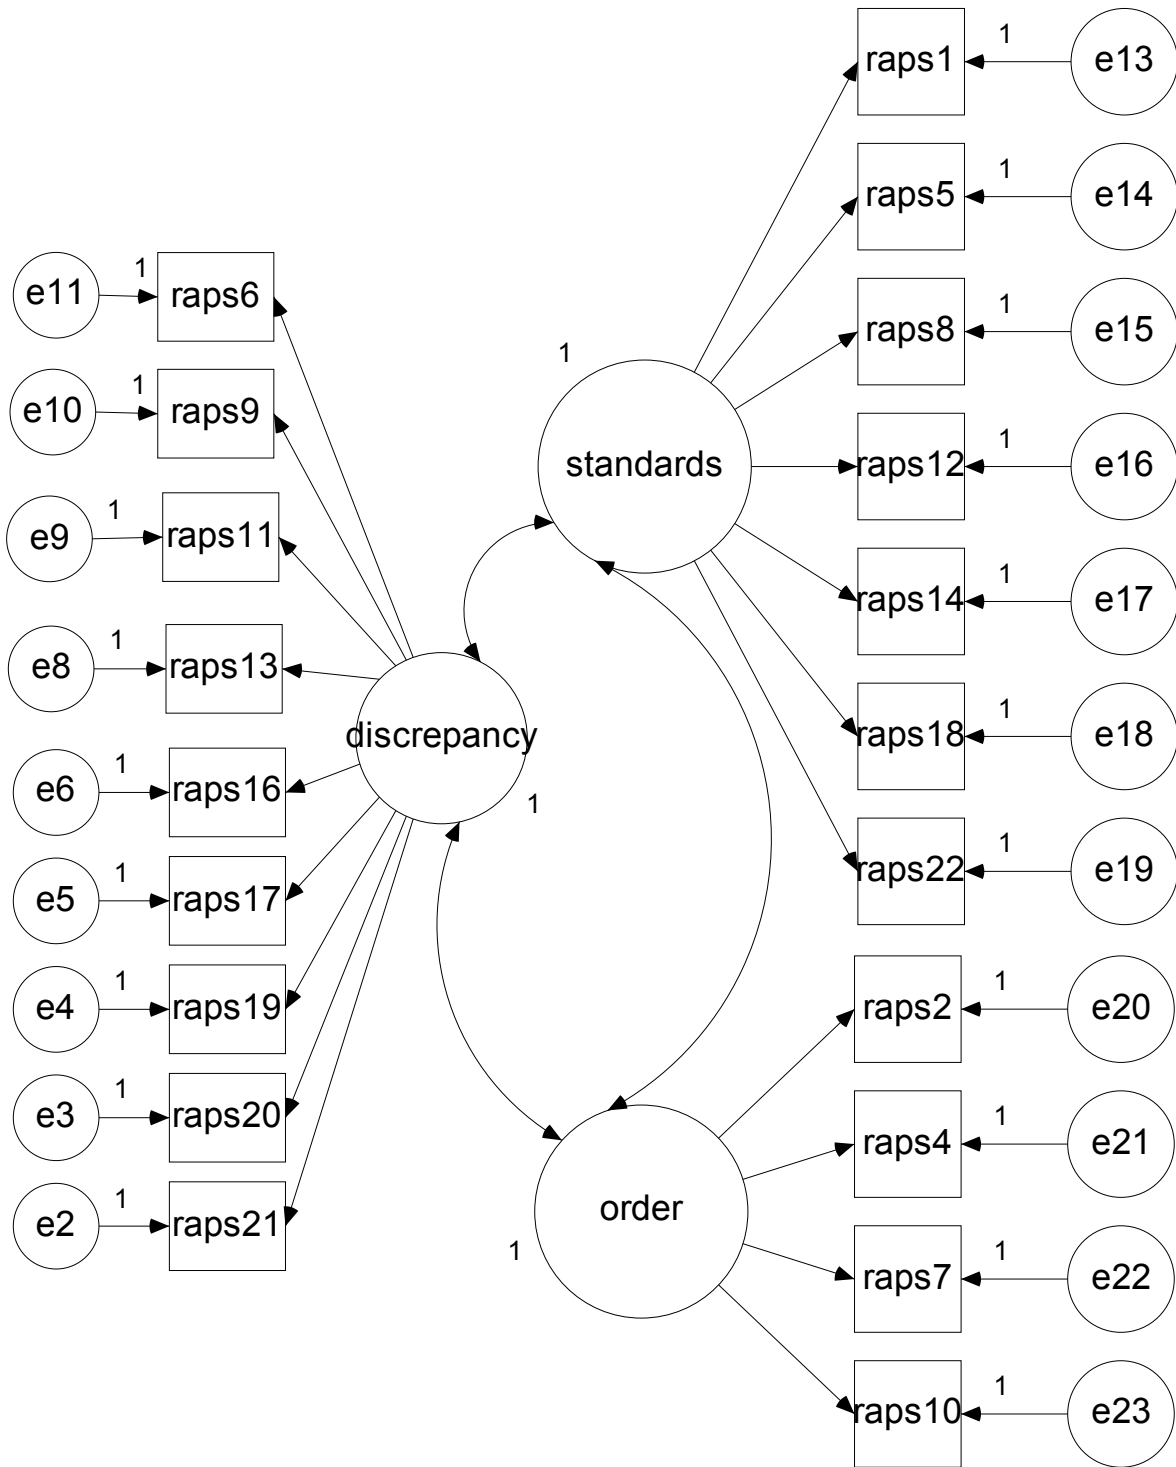 raps1
1
e13
raps5
1
e14
e11
1
raps6
raps8
1
e15
1
standards
e10
1
raps9
raps12
1
e16
e9
1
raps11
raps14
1
e17
e8
1
raps13
discrepancy
1
raps18
1
e18
e6
1
raps16
raps22
1
e19
e5
1
raps17
e4
1
raps19
raps2
1
e20
e3
1
raps20
raps4
1
e21
e2
1
raps21
order
1
raps7
1
e22
raps10
1
e23